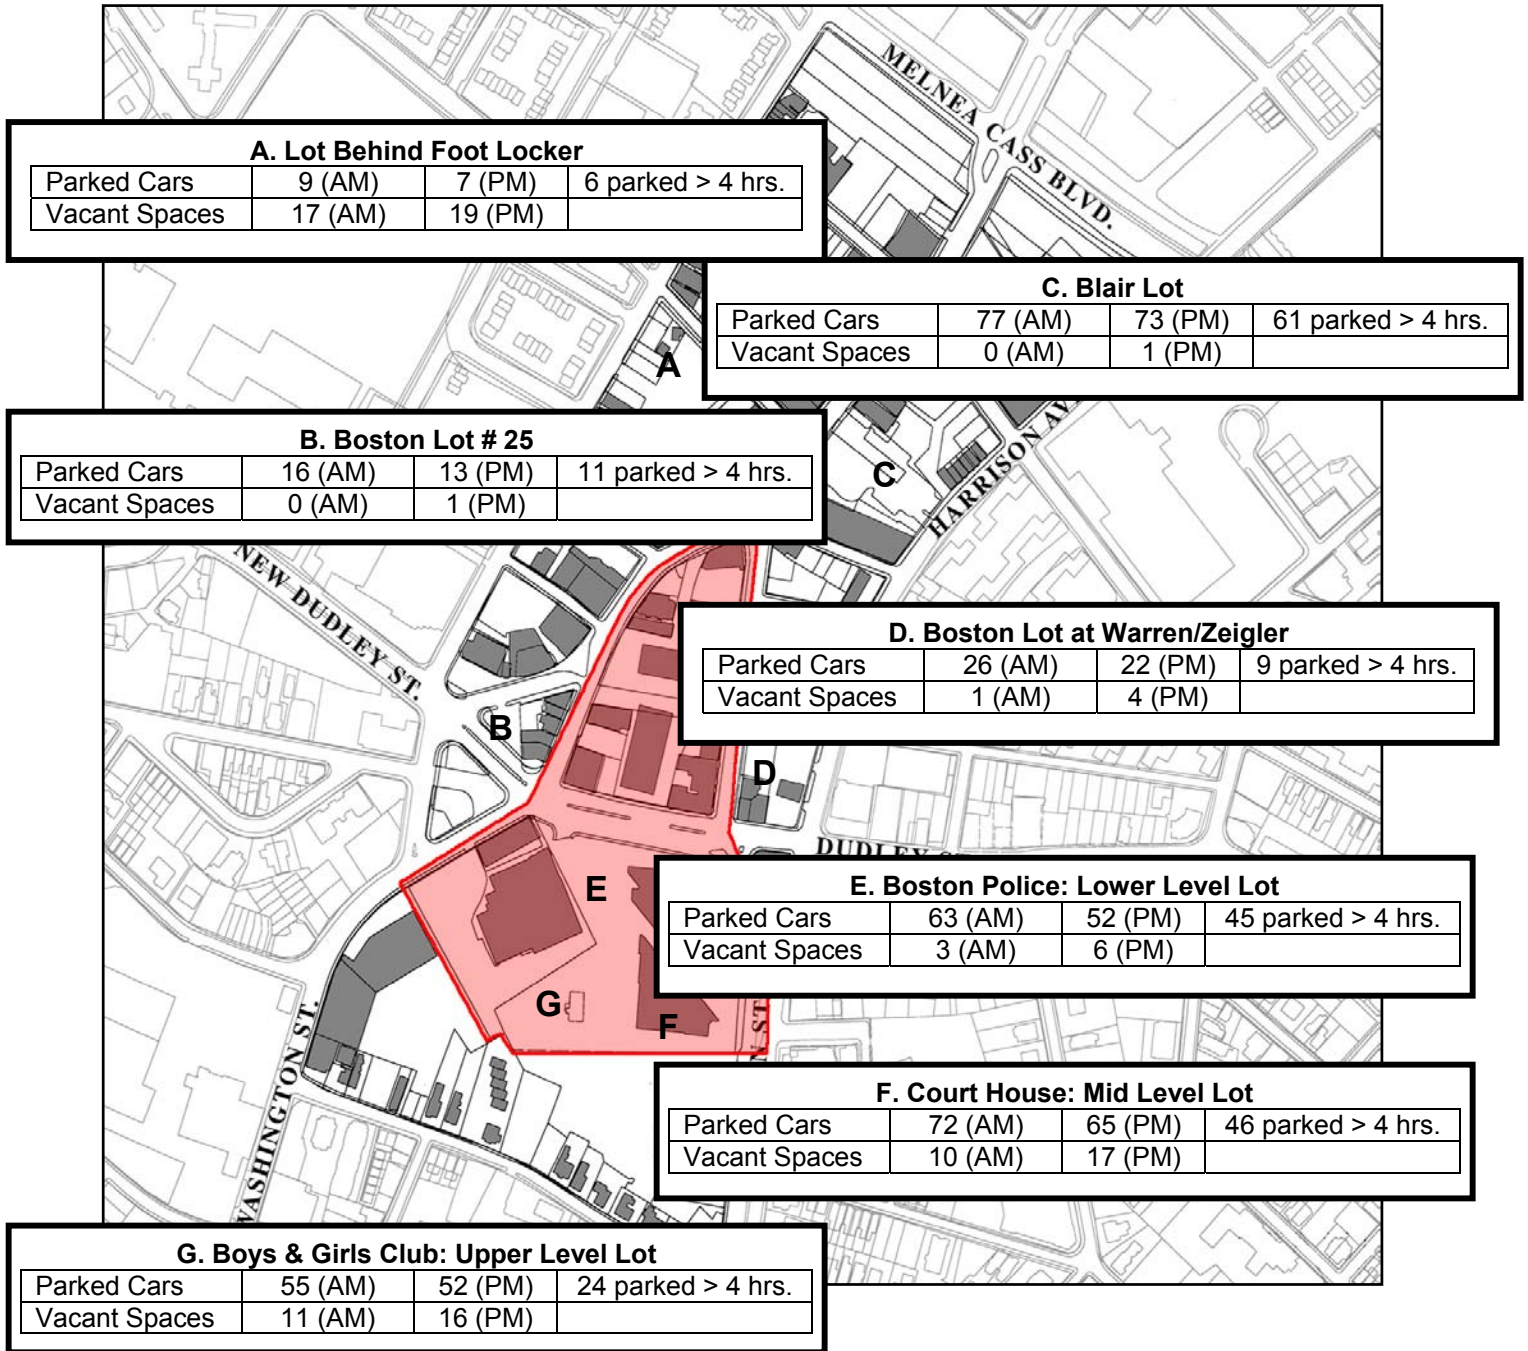 MELNEA CASS BLVD.
A. Lot Behind Foot Locker
Parked Cars 9 (AM) 7 (PM) 6 parked > 4 hrs.
Vacant Spaces 17 (AM) 19 (PM)
C. Blair Lot
Parked Cars 77 (AM) 73 (PM) 61 parked > 4 hrs.
Vacant Spaces 0 (AM) 1 (PM)
A
B. Boston Lot # 25
Parked Cars 16 (AM) 13 (PM) 11 parked > 4 hrs.
Vacant Spaces 0 (AM) 1 (PM)
C
HARRISON AV
NEW DUDLEY ST.
D. Boston Lot at Warren/Zeigler
Parked Cars 26 (AM) 22 (PM) 9 parked > 4 hrs.
Vacant Spaces 1 (AM) 4 (PM)
B
D
DUDLEY ST
E. Boston Police: Lower Level Lot
Parked Cars 63 (AM) 52 (PM) 45 parked > 4 hrs.
Vacant Spaces 3 (AM) 6 (PM)
E
G
F
N ST
WASHINGTON ST.
F. Court House: Mid Level Lot
Parked Cars 72 (AM) 65 (PM) 46 parked > 4 hrs.
Vacant Spaces 10 (AM) 17 (PM)
G. Boys & Girls Club: Upper Level Lot
Parked Cars 55 (AM) 52 (PM) 24 parked > 4 hrs.
Vacant Spaces 11 (AM) 16 (PM)